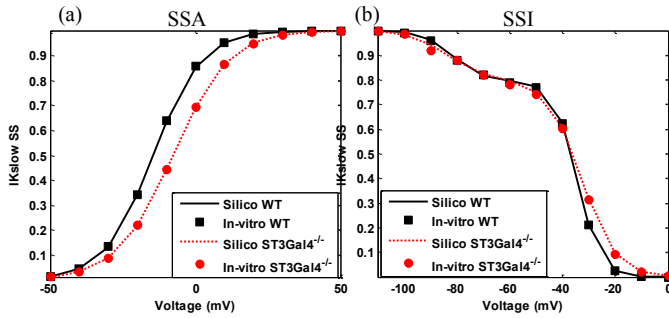 (a)
SSA
IKslow SS
0.9
0.8
0.7
0.6
0.5
0.4
0.3
0.2
0.1
-50
0
50
Voltage (mV)
Silico WT
In-vitro WT
Silico ST3Gal4-/-
In-vitro ST3Gal4-/-
(b)
SSI
IKslow SS
0.9
0.8
0.7
0.6
0.5
0.4
0.3
0.2
0.1
-100
-80
-60
-40
-20
0
Voltage (mV)
Silico WT
In-vitro WT
Silico ST3Gal4-/-
In-vitro ST3Gal4-/-